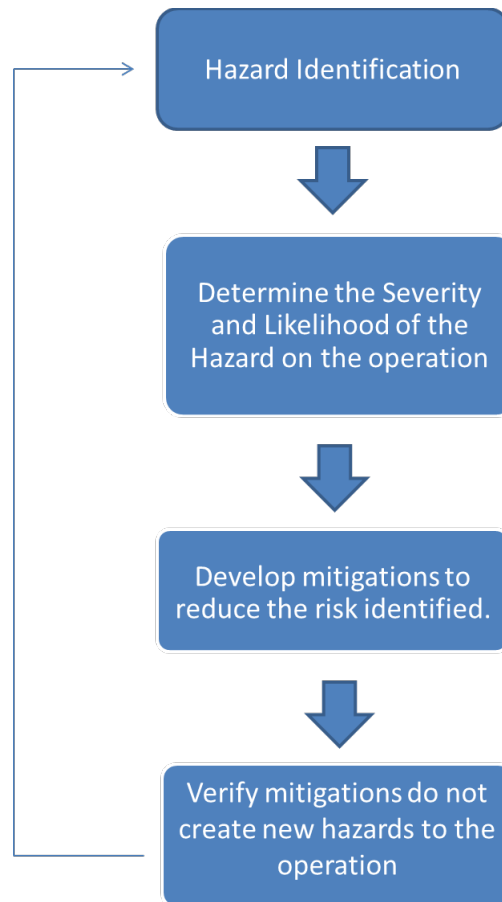 Hazard Identification
Determine the Severity
and Likelihood of the
Hazard on the operation
Develop mitigations to
reduce the risk identified.
Verify mitigations do not
create new hazards to the
operation